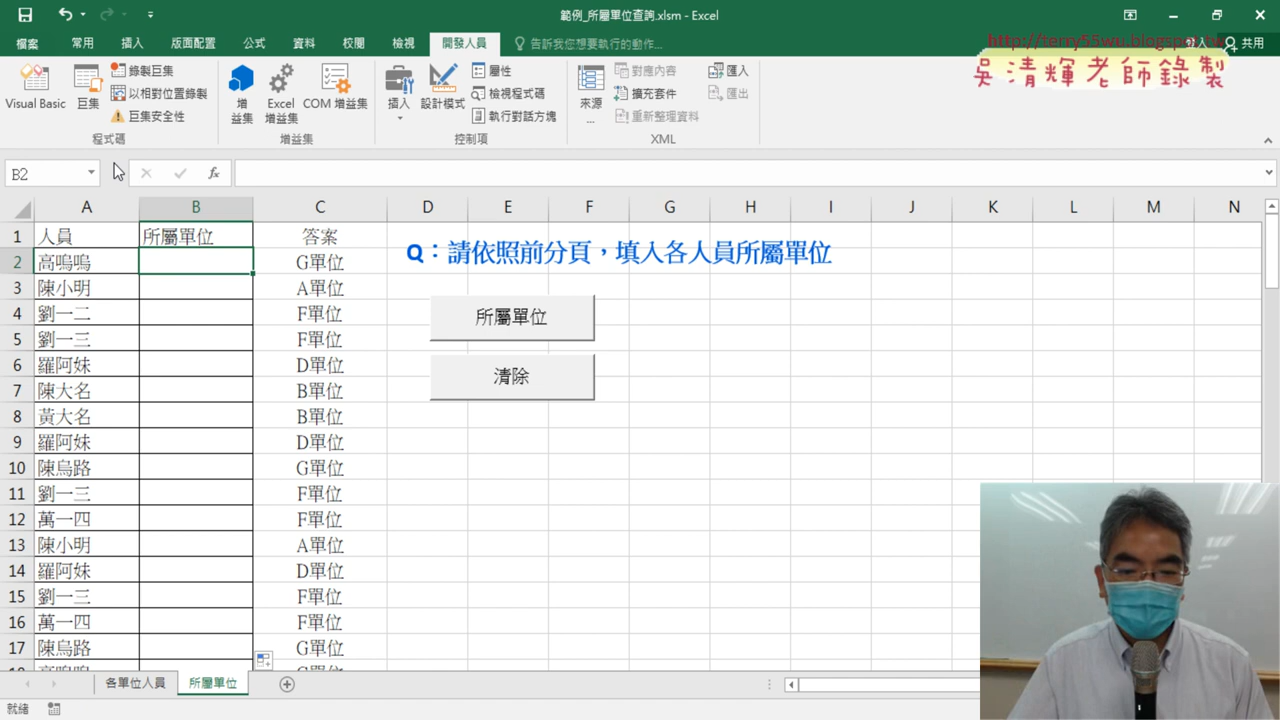 範例_所屬單位查詢.xlsm - Excel
檔案 常用 插入 版面配置 公式 資料 校閱 檢視 開發人員 告訴我您想要執行的動作... 登入 共用
http://terry55wu.blogspot.tw
吳清輝老師錄製
Visual Basic 巨集 錄製巨集 以相對位置錄製 巨集安全性
增益集 Excel 增益集 COM 增益集
插入 設計模式 屬性 檢視程式碼 執行對話方塊
來源... 對應內容 擴充套件 重新整理資料 匯入 匯出
程式碼 增益集 控制項 XML
B2 fx
A B C D E F G H I J K L M N
1 人員 所屬單位 答案
Q：請依照前分頁，填入各人員所屬單位
2 高嗚嗚 G單位
3 陳小明 A單位
4 劉一二 F單位
所屬單位
5 劉一三 F單位
6 羅阿妹 D單位
清除
7 陳大名 B單位
8 黃大名 B單位
9 羅阿妹 D單位
10 陳烏路 G單位
11 劉一三 F單位
12 萬一四 F單位
13 陳小明 A單位
14 羅阿妹 D單位
15 劉一三 F單位
16 萬一四 F單位
17 陳烏路 G單位
各單位人員 所屬單位
就緒